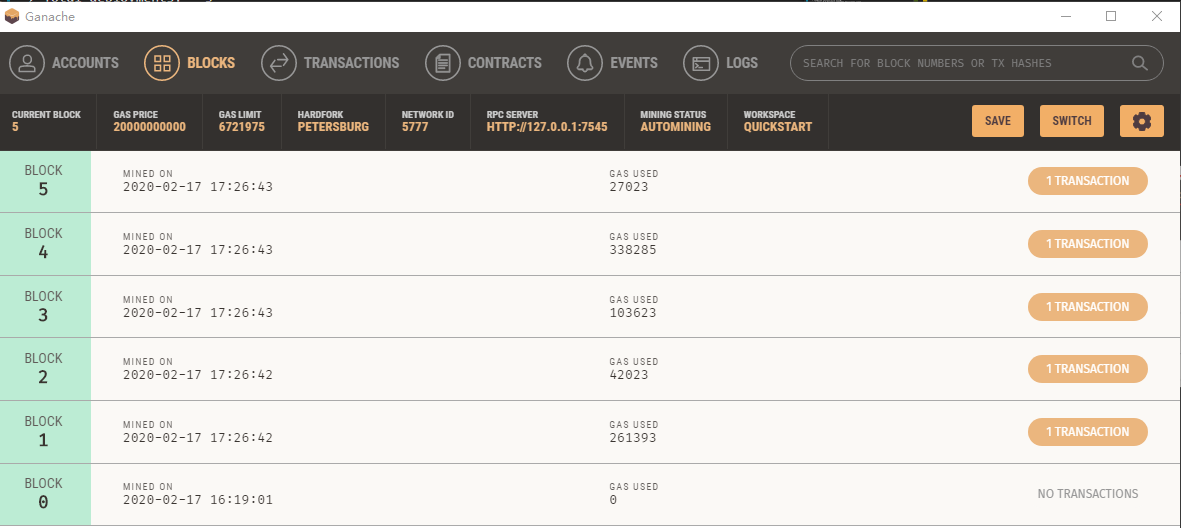 Ganache
ACCOUNTS BLOCKS TRANSACTIONS CONTRACTS EVENTS LOGS SEARCH FOR BLOCK NUMBERS OR TX HASHES
CURRENT BLOCK GAS PRICE GAS LIMIT HARDFORK NETWORK ID RPC SERVER MINING STATUS WORKSPACE
5 20000000000 6721975 PETERSBURG 5777 HTTP://127.0.0.1:7545 AUTOMINING QUICKSTART
SAVE SWITCH
BLOCK MINED ON GAS USED
5 2020-02-17 17:26:43 27023 1 TRANSACTION
BLOCK MINED ON GAS USED
4 2020-02-17 17:26:43 338285 1 TRANSACTION
BLOCK MINED ON GAS USED
3 2020-02-17 17:26:43 103623 1 TRANSACTION
BLOCK MINED ON GAS USED
2 2020-02-17 17:26:42 42023 1 TRANSACTION
BLOCK MINED ON GAS USED
1 2020-02-17 17:26:42 261393 1 TRANSACTION
BLOCK MINED ON GAS USED
0 2020-02-17 16:19:01 0 NO TRANSACTIONS